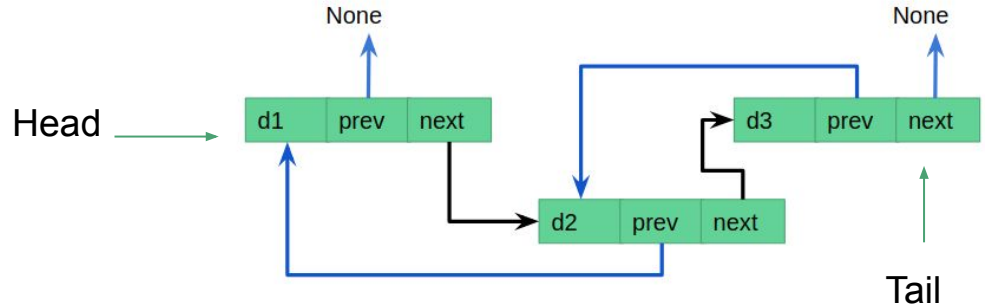 None
None
Head
d1 prev next
d3 prev next
d2 prev next
Tail